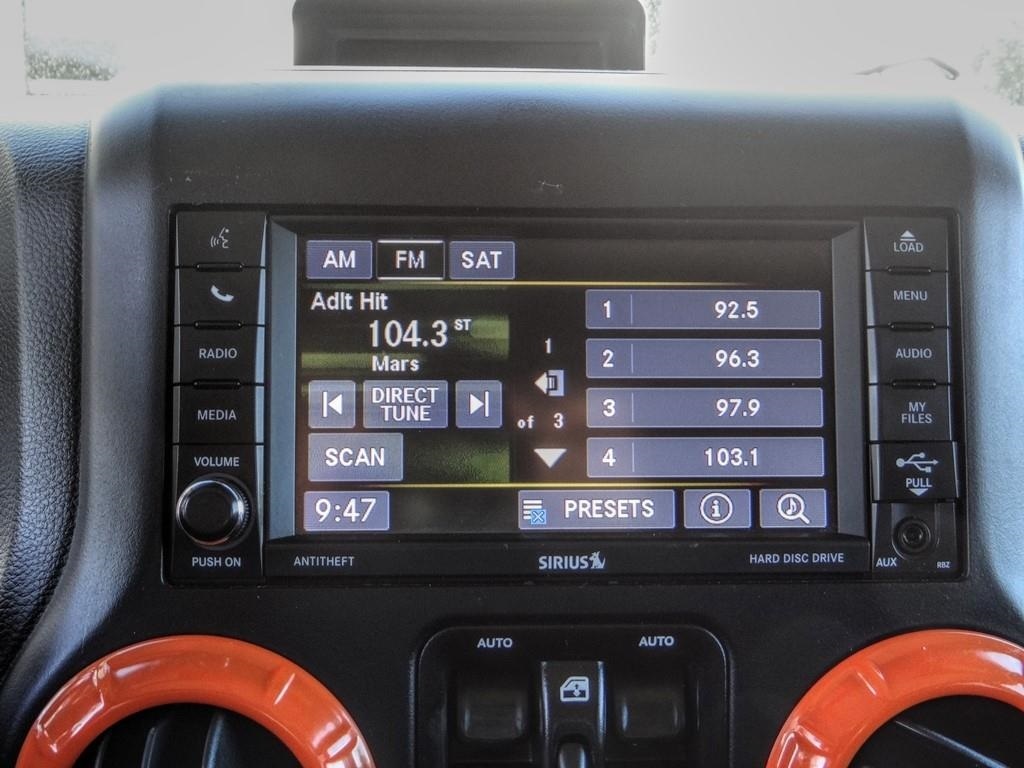 AM FM SAT
LOAD
MENU
RADIO
AUDIO
MEDIA
MY
FILES
VOLUME
PULL
PUSH ON
Adlt Hit
104.3 ST
Mars
DIRECT
TUNE
SCAN
1
of 3
1 92.5
2 96.3
3 97.9
4 103.1
9:47 PRESETS
ANTITHEFT SIRIUS HARD DISC DRIVE
AUX RBZ
AUTO AUTO